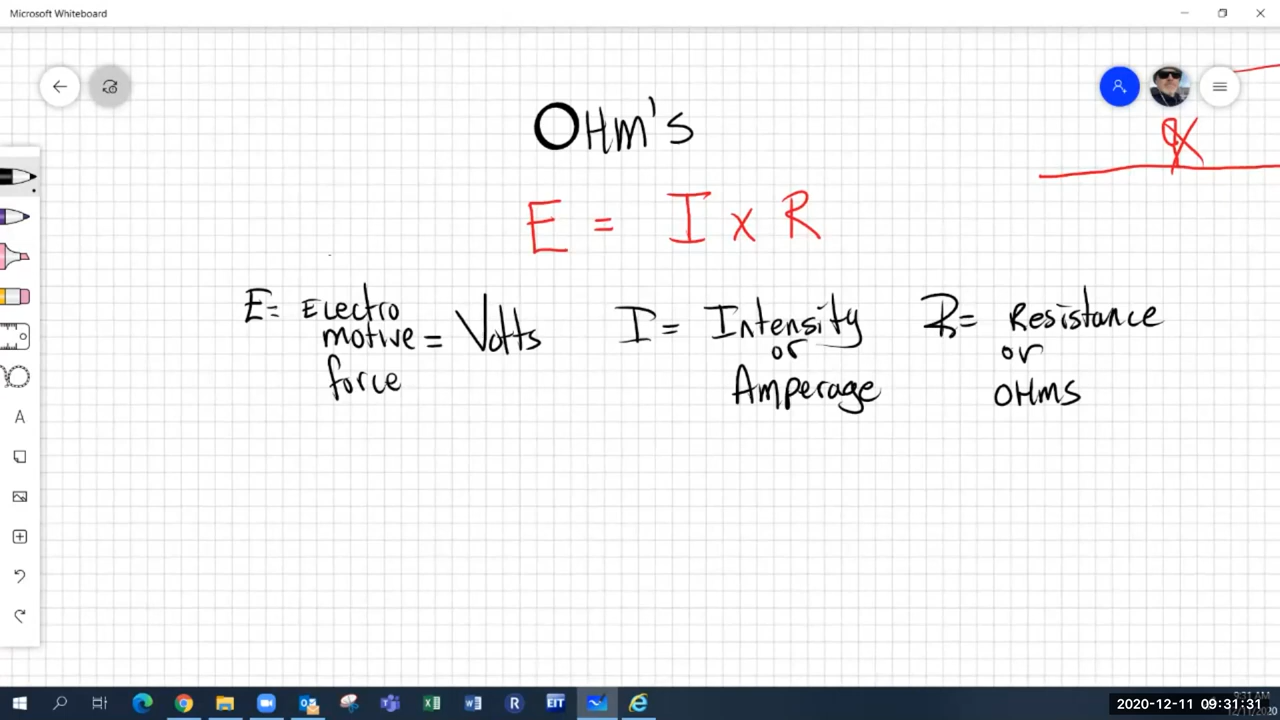 Microsoft Whiteboard
OHm's
E = I x R
E= Electro motive force = Volts
I = Intensity or Amperage
R= Resistance or OHms
A
R
EIT
2020-12-11 09:31:31